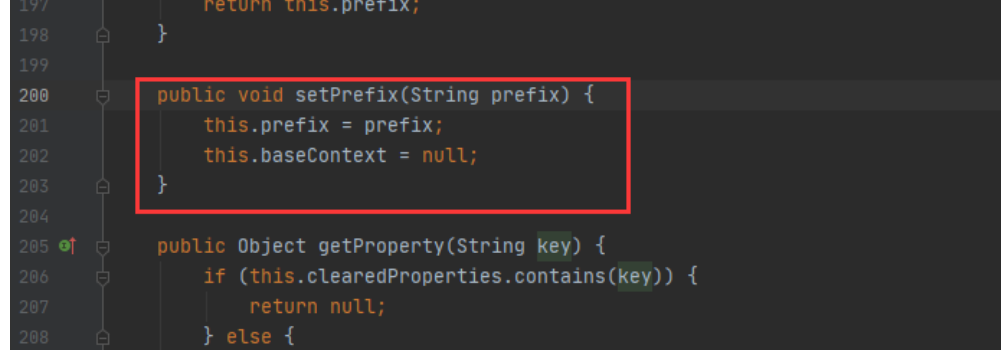 197 return this.prefix;
198 }
199
200 public void setPrefix(String prefix) {
201 this.prefix = prefix;
202 this.baseContext = null;
203 }
204
205 public Object getProperty(String key) {
206 if (this.clearedProperties.contains(key)) {
207 return null;
208 } else {